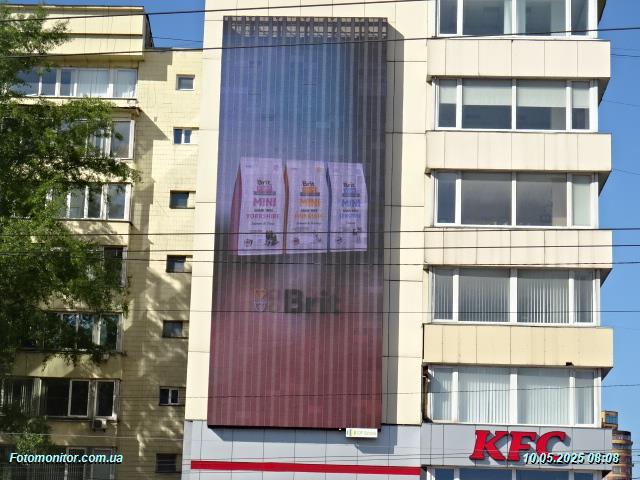 Brit
MINI
YORKSHIRE
Brit
MINI
Brit
MINI
Brit
KFC
Fotomonitor.com.ua
10.05.2025 08:08